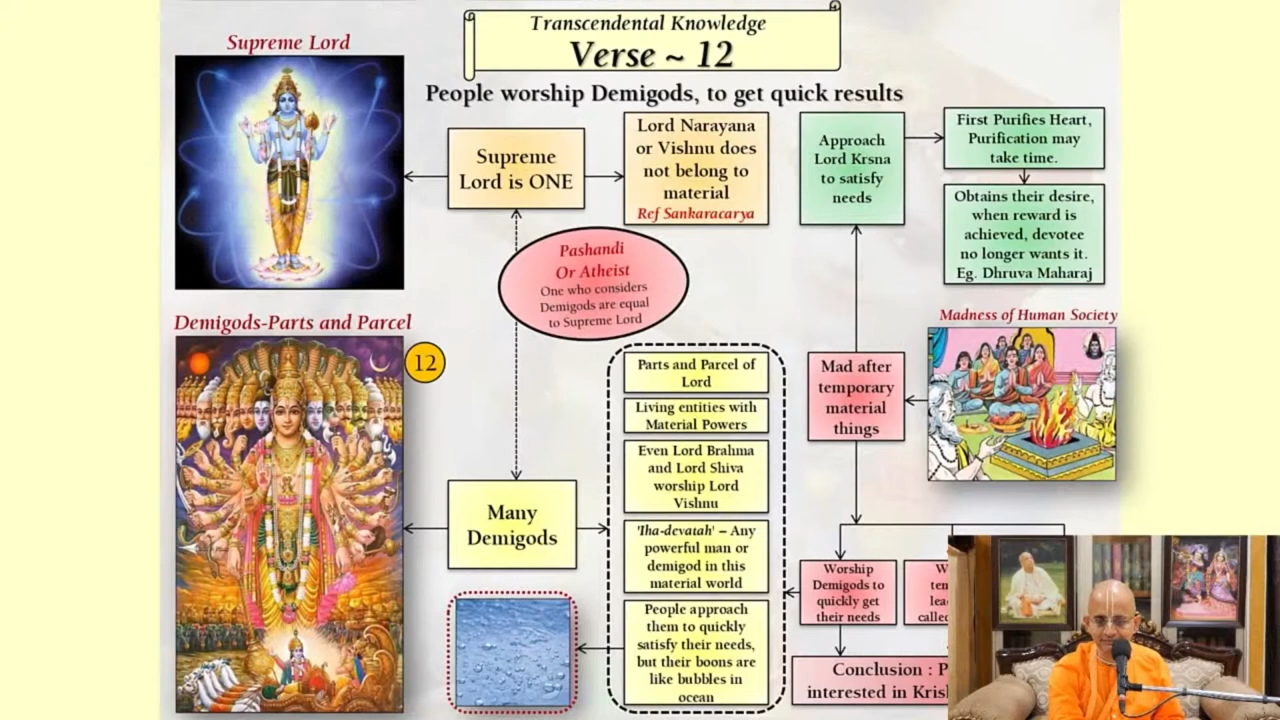 Transcendental Knowledge
Verse ~ 12
People worship Demigods, to get quick results
Supreme Lord
Supreme
Lord is ONE
Lord Narayana
or Vishnu does
not belong to
material
Ref Sankaracarya
Approach
Lord Krsna
to satisfy
needs
First Purifies Heart,
Purification may
take time.
Obtains their desire,
when reward is
achieved, devotee
no longer wants it.
Eg. Dhruva Maharaj
Pashandi
Or Atheist
One who considers
Demigods are equal
to Supreme Lord
Demigods-Parts and Parcel
12
Madness of Human Society
Mad after
temporary
material
things
Parts and Parcel of
Lord
Living entities with
Material Powers
Even Lord Brahma
and Lord Shiva
worship Lord
Vishnu
'Iha-devatah' – Any
powerful man or
demigod in this
material world
People approach
them to quickly
satisfy their needs,
but their boons are
like bubbles in
ocean
Many
Demigods
Worship
Demigods to
quickly get
their needs
Conclusion : P
interested in